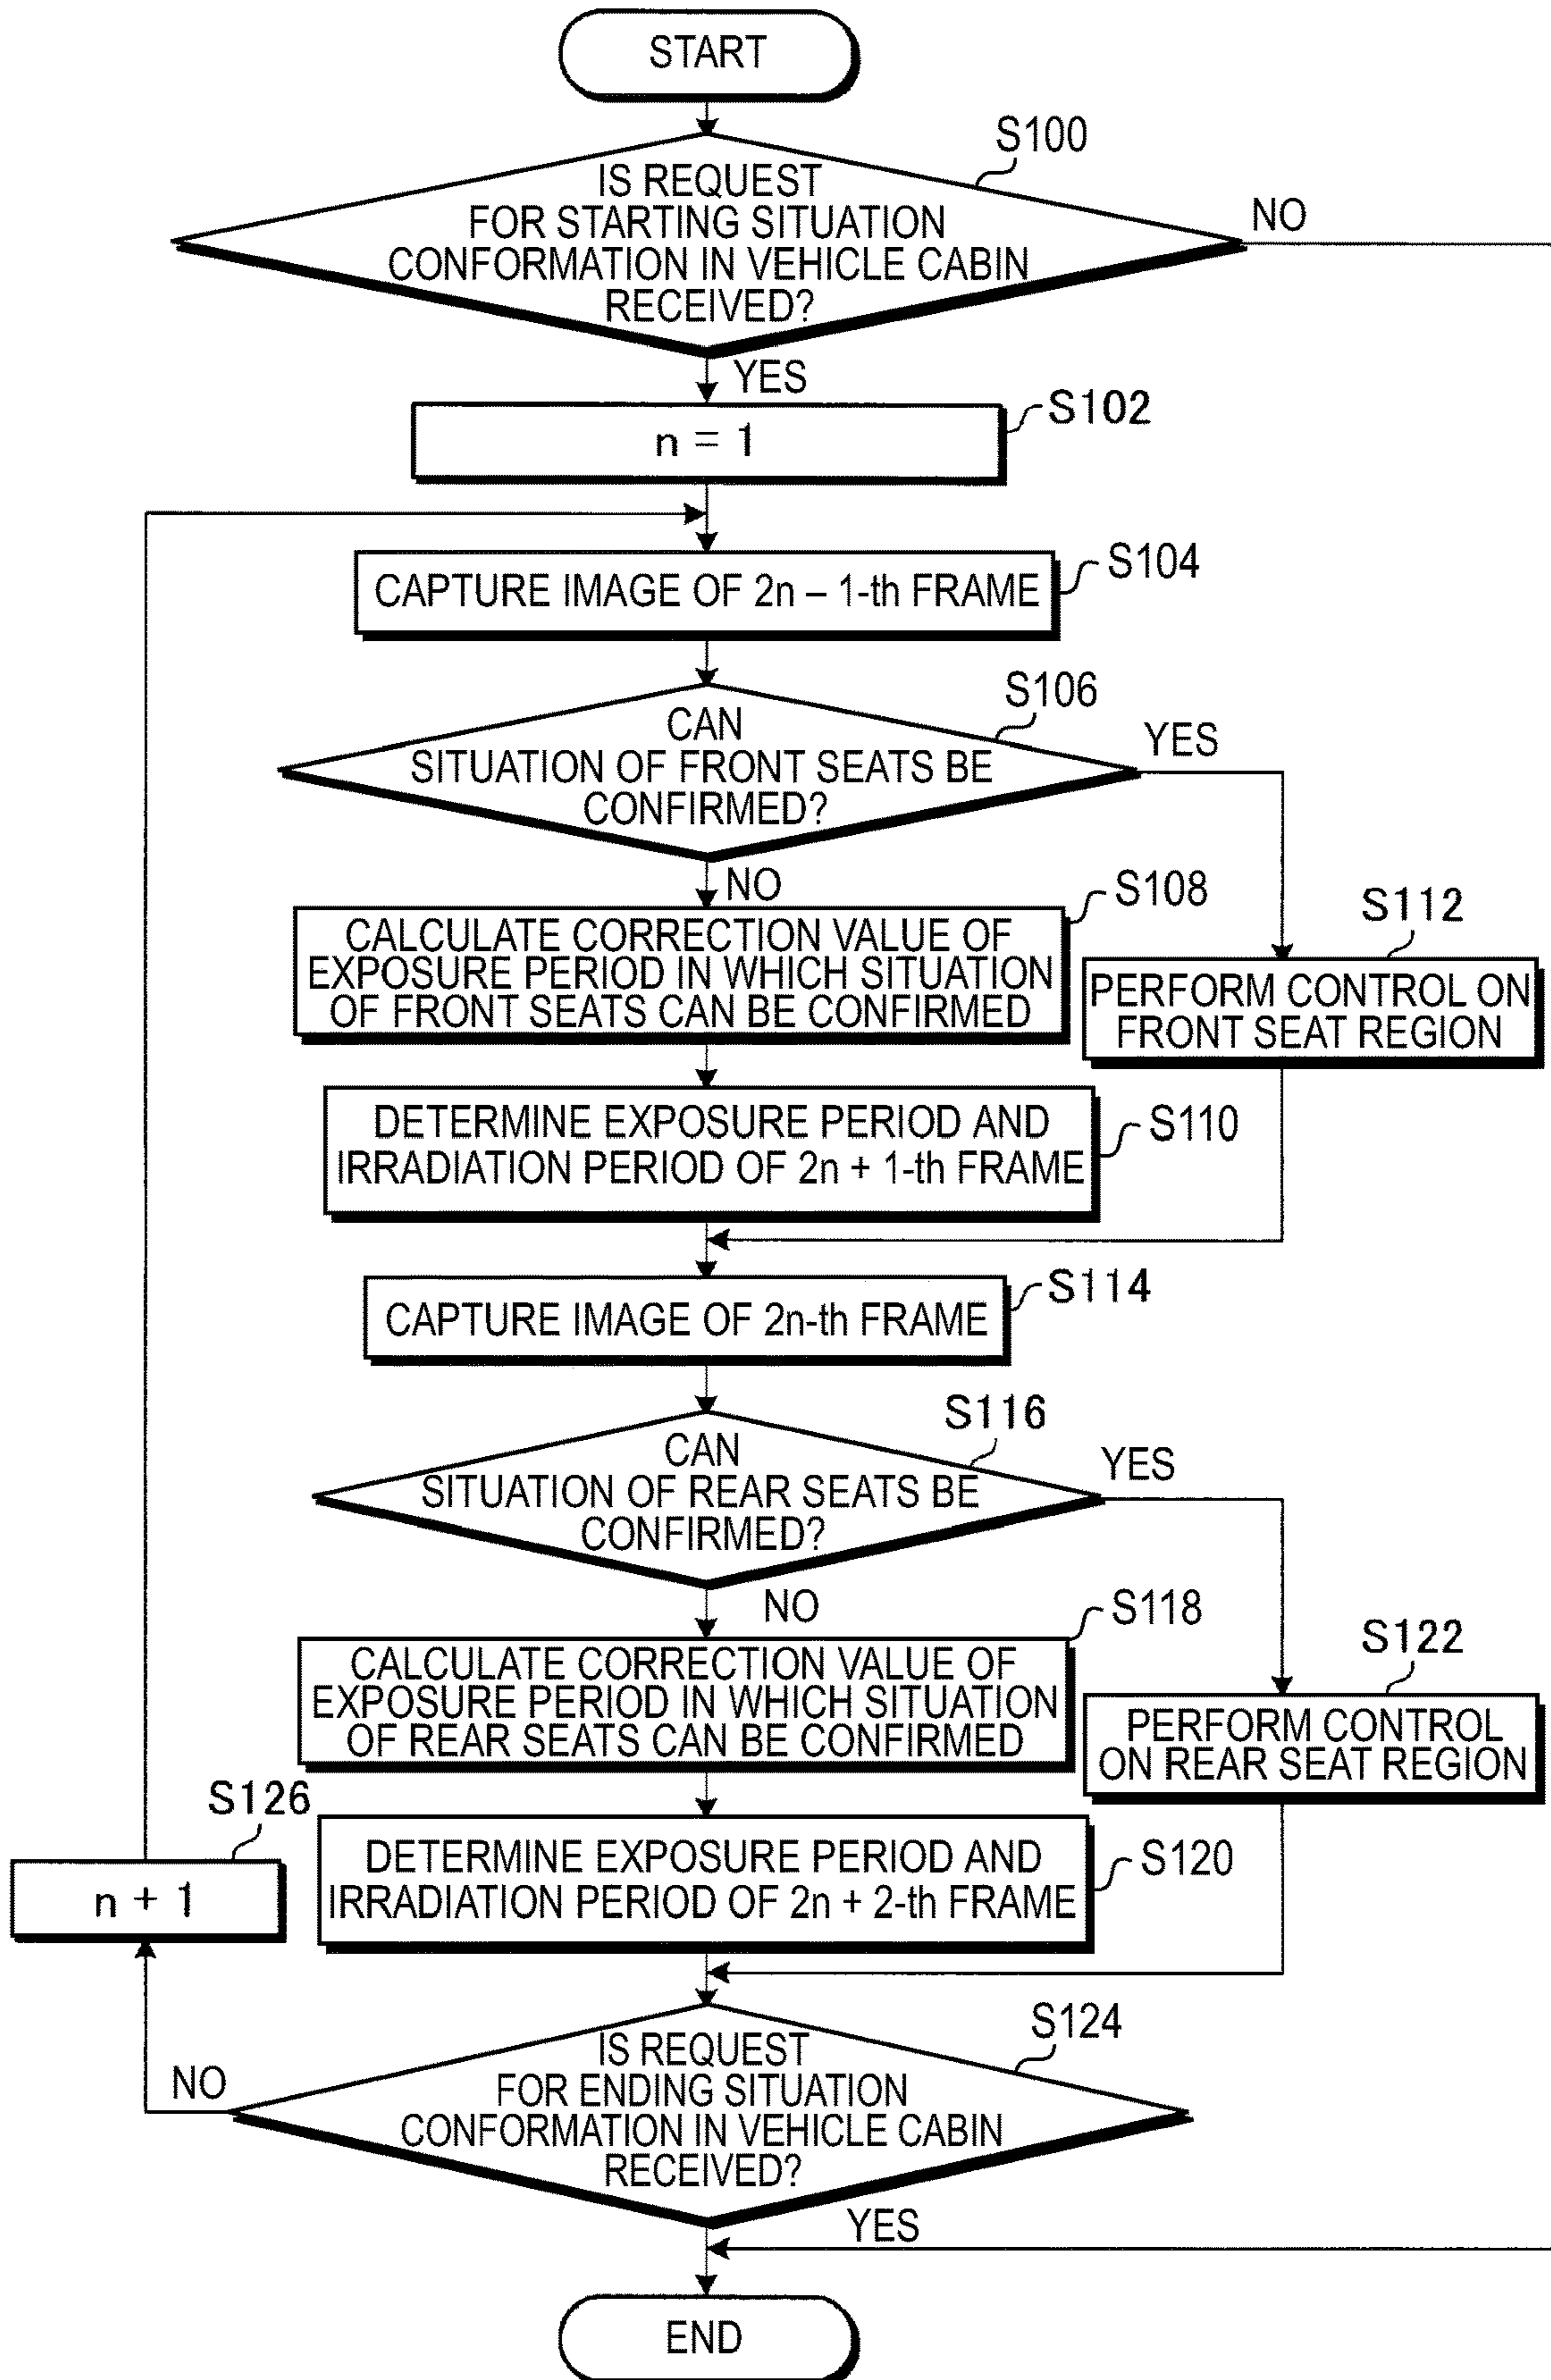 START
S100
IS REQUEST
FOR STARTING SITUATION
CONFORMATION IN VEHICLE CABIN
RECEIVED?
NO
YES
S102
n = 1
S104
CAPTURE IMAGE OF 2n – 1-th FRAME
S106
CAN
SITUATION OF FRONT SEATS BE
CONFIRMED?
YES
NO
S108
CALCULATE CORRECTION VALUE OF
EXPOSURE PERIOD IN WHICH SITUATION
OF FRONT SEATS CAN BE CONFIRMED
S112
PERFORM CONTROL ON
FRONT SEAT REGION
S110
DETERMINE EXPOSURE PERIOD AND
IRRADIATION PERIOD OF 2n + 1-th FRAME
S114
CAPTURE IMAGE OF 2n-th FRAME
S116
CAN
SITUATION OF REAR SEATS BE
CONFIRMED?
YES
NO
S118
CALCULATE CORRECTION VALUE OF
EXPOSURE PERIOD IN WHICH SITUATION
OF REAR SEATS CAN BE CONFIRMED
S122
PERFORM CONTROL
ON REAR SEAT REGION
S120
DETERMINE EXPOSURE PERIOD AND
IRRADIATION PERIOD OF 2n + 2-th FRAME
S126
n + 1
S124
IS REQUEST
FOR ENDING SITUATION
CONFORMATION IN VEHICLE CABIN
RECEIVED?
NO
YES
END